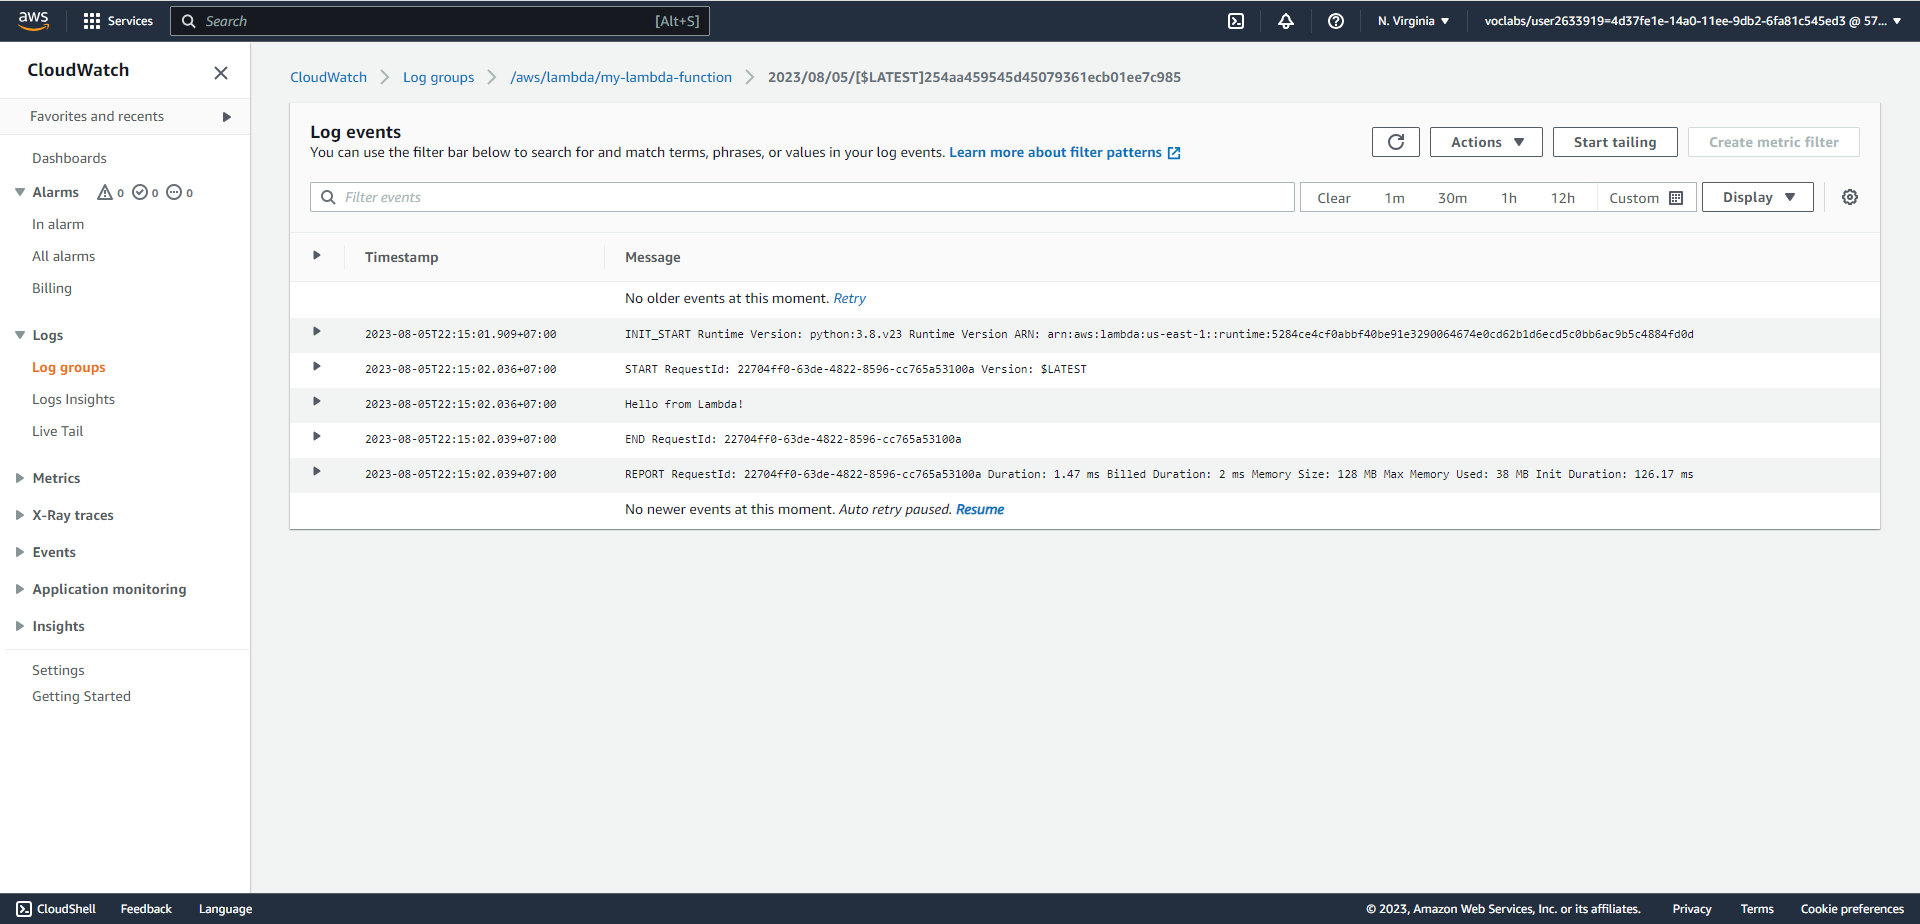 aws Services Search [Alt+S] N. Virginia voclabs/user2633919=4d37fe1e-14a0-11ee-9db2-6fa81c545ed3 @ 57...
CloudWatch
Favorites and recents
Dashboards
Alarms 0 0 0
In alarm
All alarms
Billing
Logs
Log groups
Logs Insights
Live Tail
Metrics
X-Ray traces
Events
Application monitoring
Insights
Settings
Getting Started
CloudWatch Log groups /aws/lambda/my-lambda-function 2023/08/05/[$LATEST]254aa459545d45079361ecb01ee7c985
Log events
You can use the filter bar below to search for and match terms, phrases, or values in your log events. Learn more about filter patterns
Actions Start tailing Create metric filter
Filter events Clear 1m 30m 1h 12h Custom Display
Timestamp Message
No older events at this moment. Retry
2023-08-05T22:15:01.909+07:00 INIT_START Runtime Version: python:3.8.v23 Runtime Version ARN: arn:aws:lambda:us-east-1::runtime:5284ce4cf0abbf40be91e3290064674e0cd62b1d6ecd5c0bb6ac9b5c4884fd0d
2023-08-05T22:15:02.036+07:00 START RequestId: 22704ff0-63de-4822-8596-cc765a53100a Version: $LATEST
2023-08-05T22:15:02.036+07:00 Hello from Lambda!
2023-08-05T22:15:02.039+07:00 END RequestId: 22704ff0-63de-4822-8596-cc765a53100a
2023-08-05T22:15:02.039+07:00 REPORT RequestId: 22704ff0-63de-4822-8596-cc765a53100a Duration: 1.47 ms Billed Duration: 2 ms Memory Size: 128 MB Max Memory Used: 38 MB Init Duration: 126.17 ms
No newer events at this moment. Auto retry paused. Resume
CloudShell Feedback Language © 2023, Amazon Web Services, Inc. or its affiliates. Privacy Terms Cookie preferences